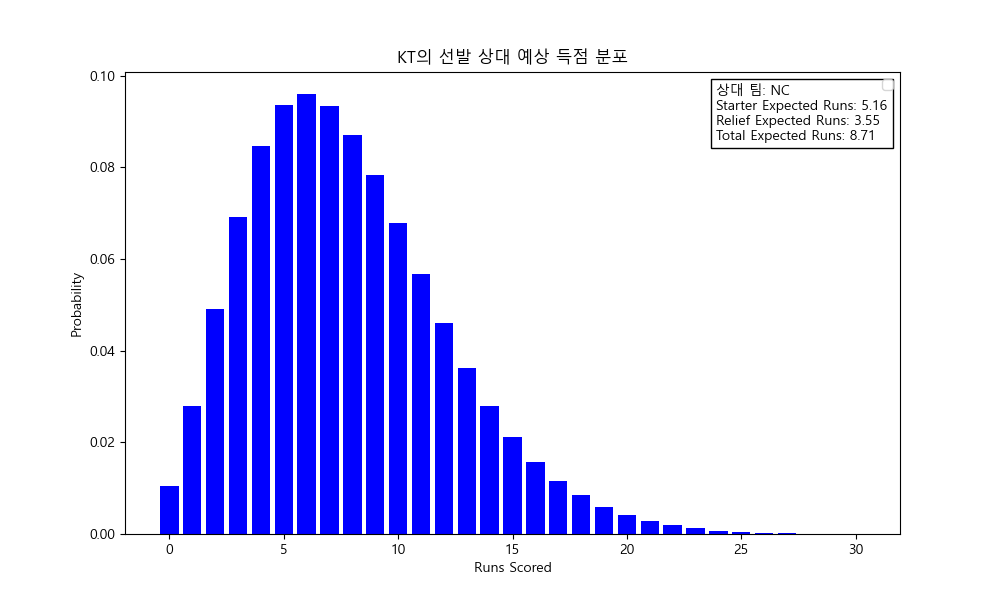 KT의 선발 상대 예상 득점 분포
상대 팀: NC
Starter Expected Runs: 5.16
Relief Expected Runs: 3.55
Total Expected Runs: 8.71
Probability
0.10
0.08
0.06
0.04
0.02
0.00
0 5 10 15 20 25 30
Runs Scored